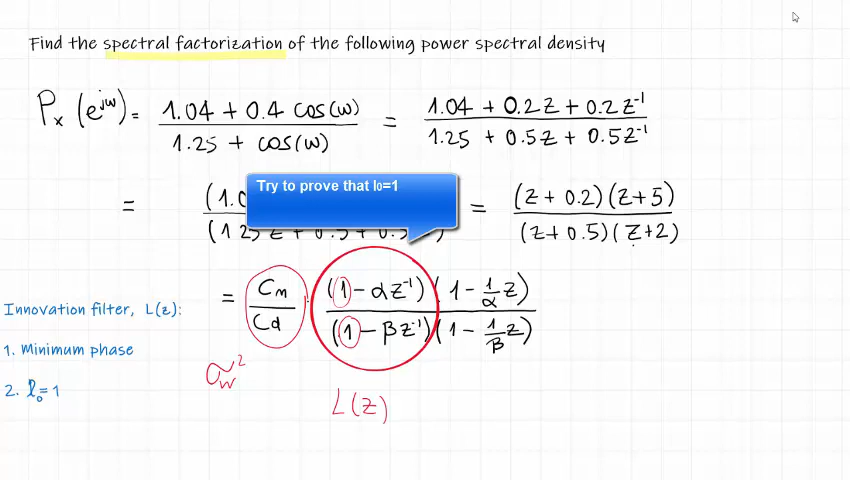 Find the spectral factorization of the following power spectral density
Pₓ(e^{jω}) = (1.04 + 0.4 cos(ω)) / (1.25 + cos(ω)) = (1.04 + 0.2z + 0.2z⁻¹) / (1.25 + 0.5z + 0.5z⁻¹)
Try to prove that l₀=1
= = (z + 0.2)(z + 5) / (z + 0.5)(z + 2)
= Cn/Cd · (1 - αz⁻¹)(1 - 1/α z) / (1 - βz⁻¹)(1 - 1/β z)
Innovation filter, L(z):
1. Minimum phase
2. l₀ = 1
σ_w²
L(z)